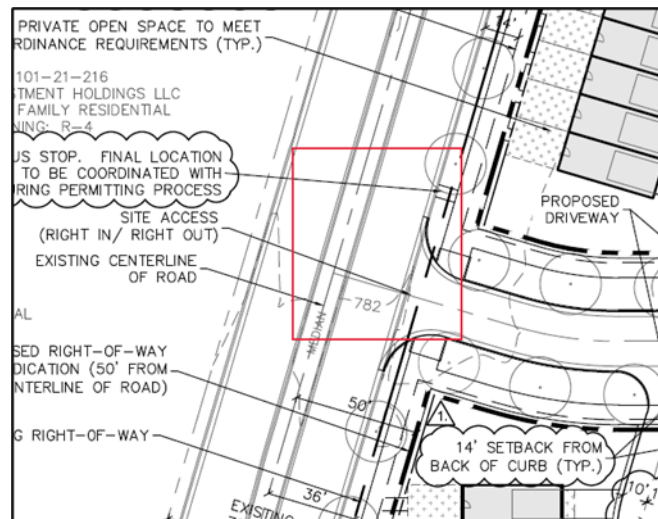 PRIVATE OPEN SPACE TO MEET
RDINANCE REQUIREMENTS (TYP.)
14'
101-21-216
STMENT HOLDINGS LLC
FAMILY RESIDENTIAL
NING: R-4
US STOP. FINAL LOCATION
TO BE COORDINATED WITH
URING PERMITTING PROCESS
SITE ACCESS
(RIGHT IN/ RIGHT OUT)
PROPOSED
DRIVEWAY
EXISTING CENTERLINE
OF ROAD
782
AL
MEDIAN
SED RIGHT-OF-WAY
DICATION (50' FROM
NTERLINE OF ROAD)
50'
1.
G RIGHT-OF-WAY
14' SETBACK FROM
BACK OF CURB (TYP.)
36'
10'
EXISTING